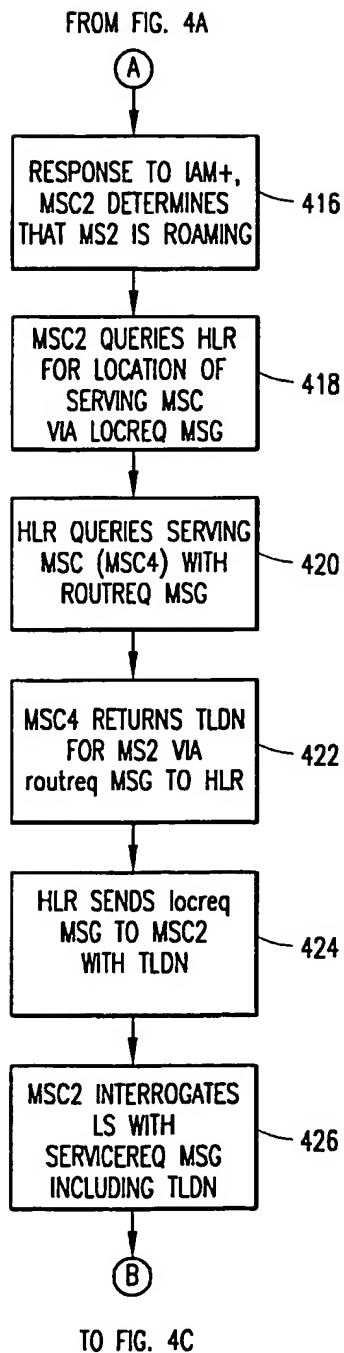 FROM FIG. 4A
A
RESPONSE TO IAM+,
MSC2 DETERMINES
THAT MS2 IS ROAMING
416
MSC2 QUERIES HLR
FOR LOCATION OF
SERVING MSC
VIA LOCREQ MSG
418
HLR QUERIES SERVING
MSC (MSC4) WITH
ROUTREQ MSG
420
MSC4 RETURNS TLDN
FOR MS2 VIA
routreq MSG TO HLR
422
HLR SENDS locreq
MSG TO MSC2
WITH TLDN
424
MSC2 INTERROGATES
LS WITH
SERVICEREQ MSG
INCLUDING TLDN
426
B
TO FIG. 4C